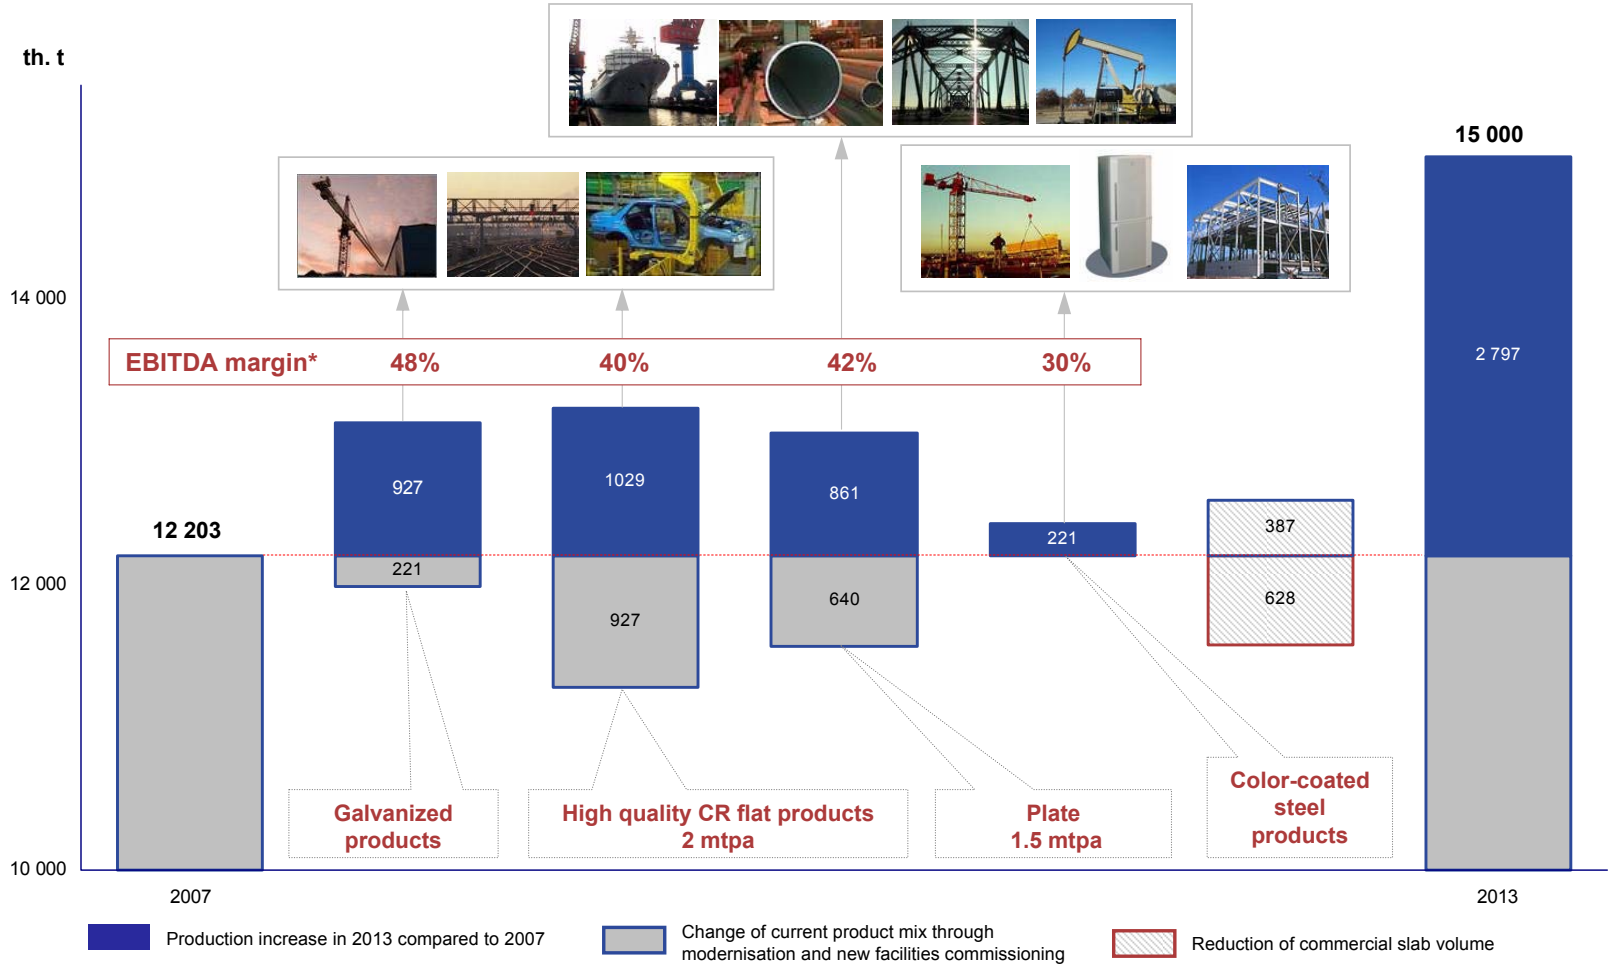 th. t
15 000
14 000
EBITDA margin* 48% 40% 42% 30%
2 797
927
1029
861
221
387
12 203
12 000
221
927
640
628
Galvanized
products
High quality CR flat products
2 mtpa
Plate
1.5 mtpa
Color-coated
steel
products
10 000
2007
2013
Production increase in 2013 compared to 2007
Change of current product mix through
modernisation and new facilities commissioning
Reduction of commercial slab volume